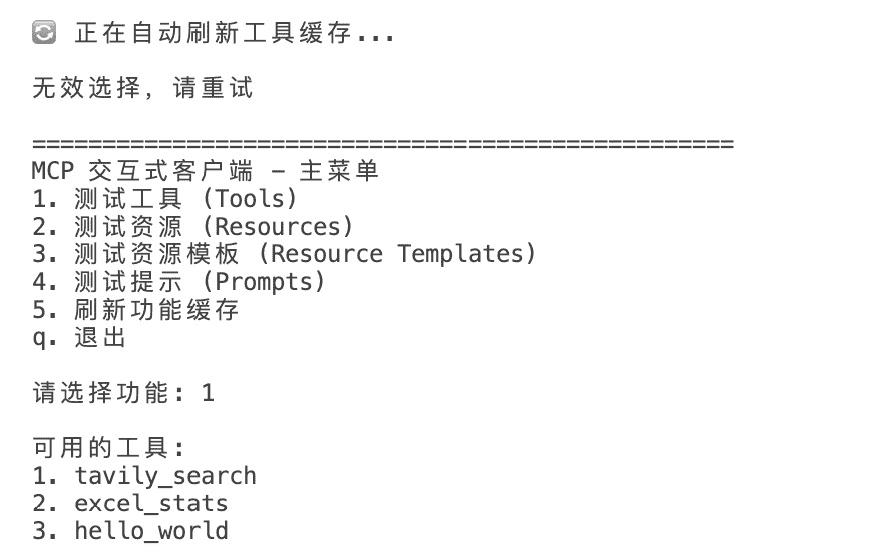 🔄 正在自动刷新工具缓存...
无效选择，请重试
==================================================
MCP 交互式客户端 - 主菜单
1. 测试工具 (Tools)
2. 测试资源 (Resources)
3. 测试资源模板 (Resource Templates)
4. 测试提示 (Prompts)
5. 刷新功能缓存
q. 退出
请选择功能: 1
可用的工具:
1. tavily_search
2. excel_stats
3. hello_world